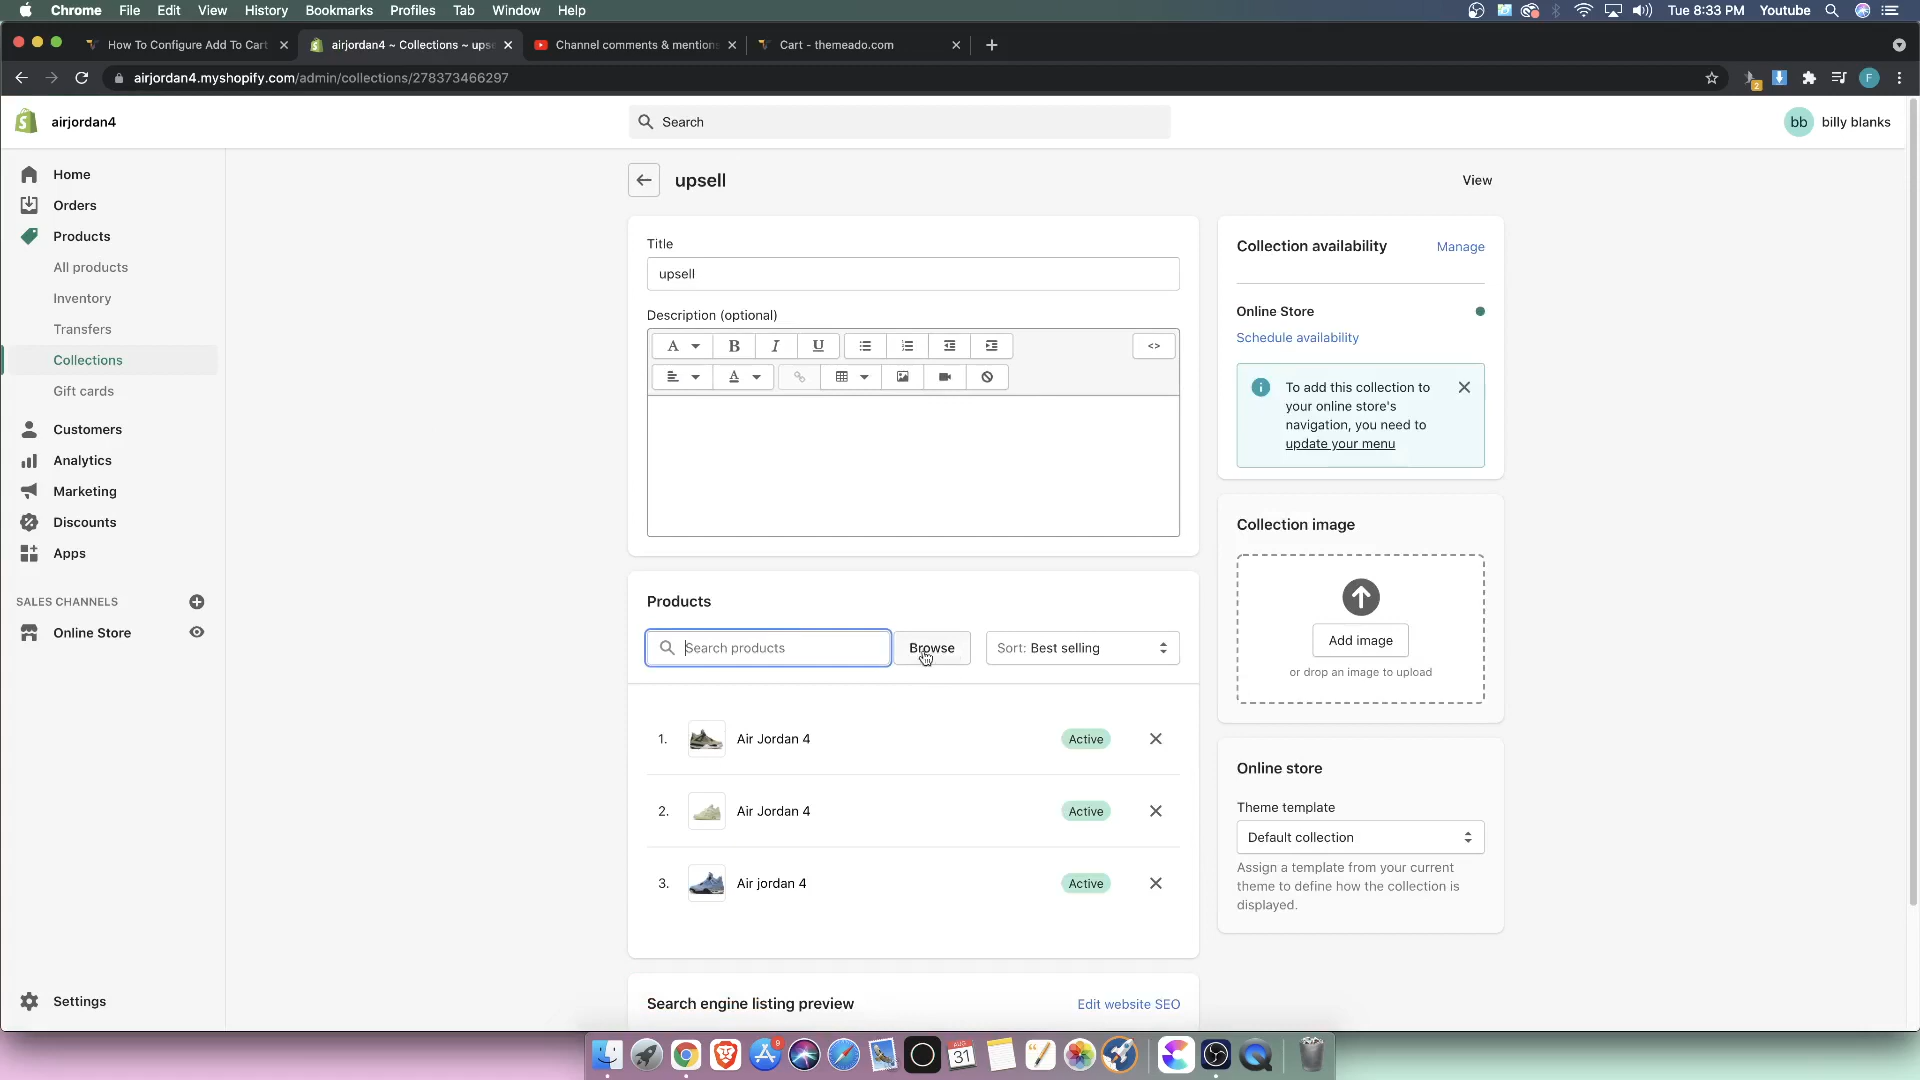 Chrome File Edit View History Bookmarks Profiles Tab Window Help Tue 8:33 PM Youtube
How To Configure Add To Cart airjordan4 ~ Collections ~ upse Channel comments & mentions Cart - themeado.com
airjordan4.myshopify.com/admin/collections/278373466297 2 F
airjordan4 Search bb billy blanks
Home
Orders
Products
All products
Inventory
Transfers
Collections
Gift cards
Customers
Analytics
Marketing
Discounts
Apps
SALES CHANNELS
Online Store
Settings
upsell View
Title
upsell
Description (optional)
A B I U <>
A
Products
Search products Browse Sort: Best selling
1. Air Jordan 4 Active
2. Air Jordan 4 Active
3. Air jordan 4 Active
Search engine listing preview Edit website SEO
Collection availability Manage
Online Store
Schedule availability
To add this collection to
your online store's
navigation, you need to
update your menu
Collection image
Add image
or drop an image to upload
Online store
Theme template
Default collection
Assign a template from your current
theme to define how the collection is
displayed.
9 AUG 31